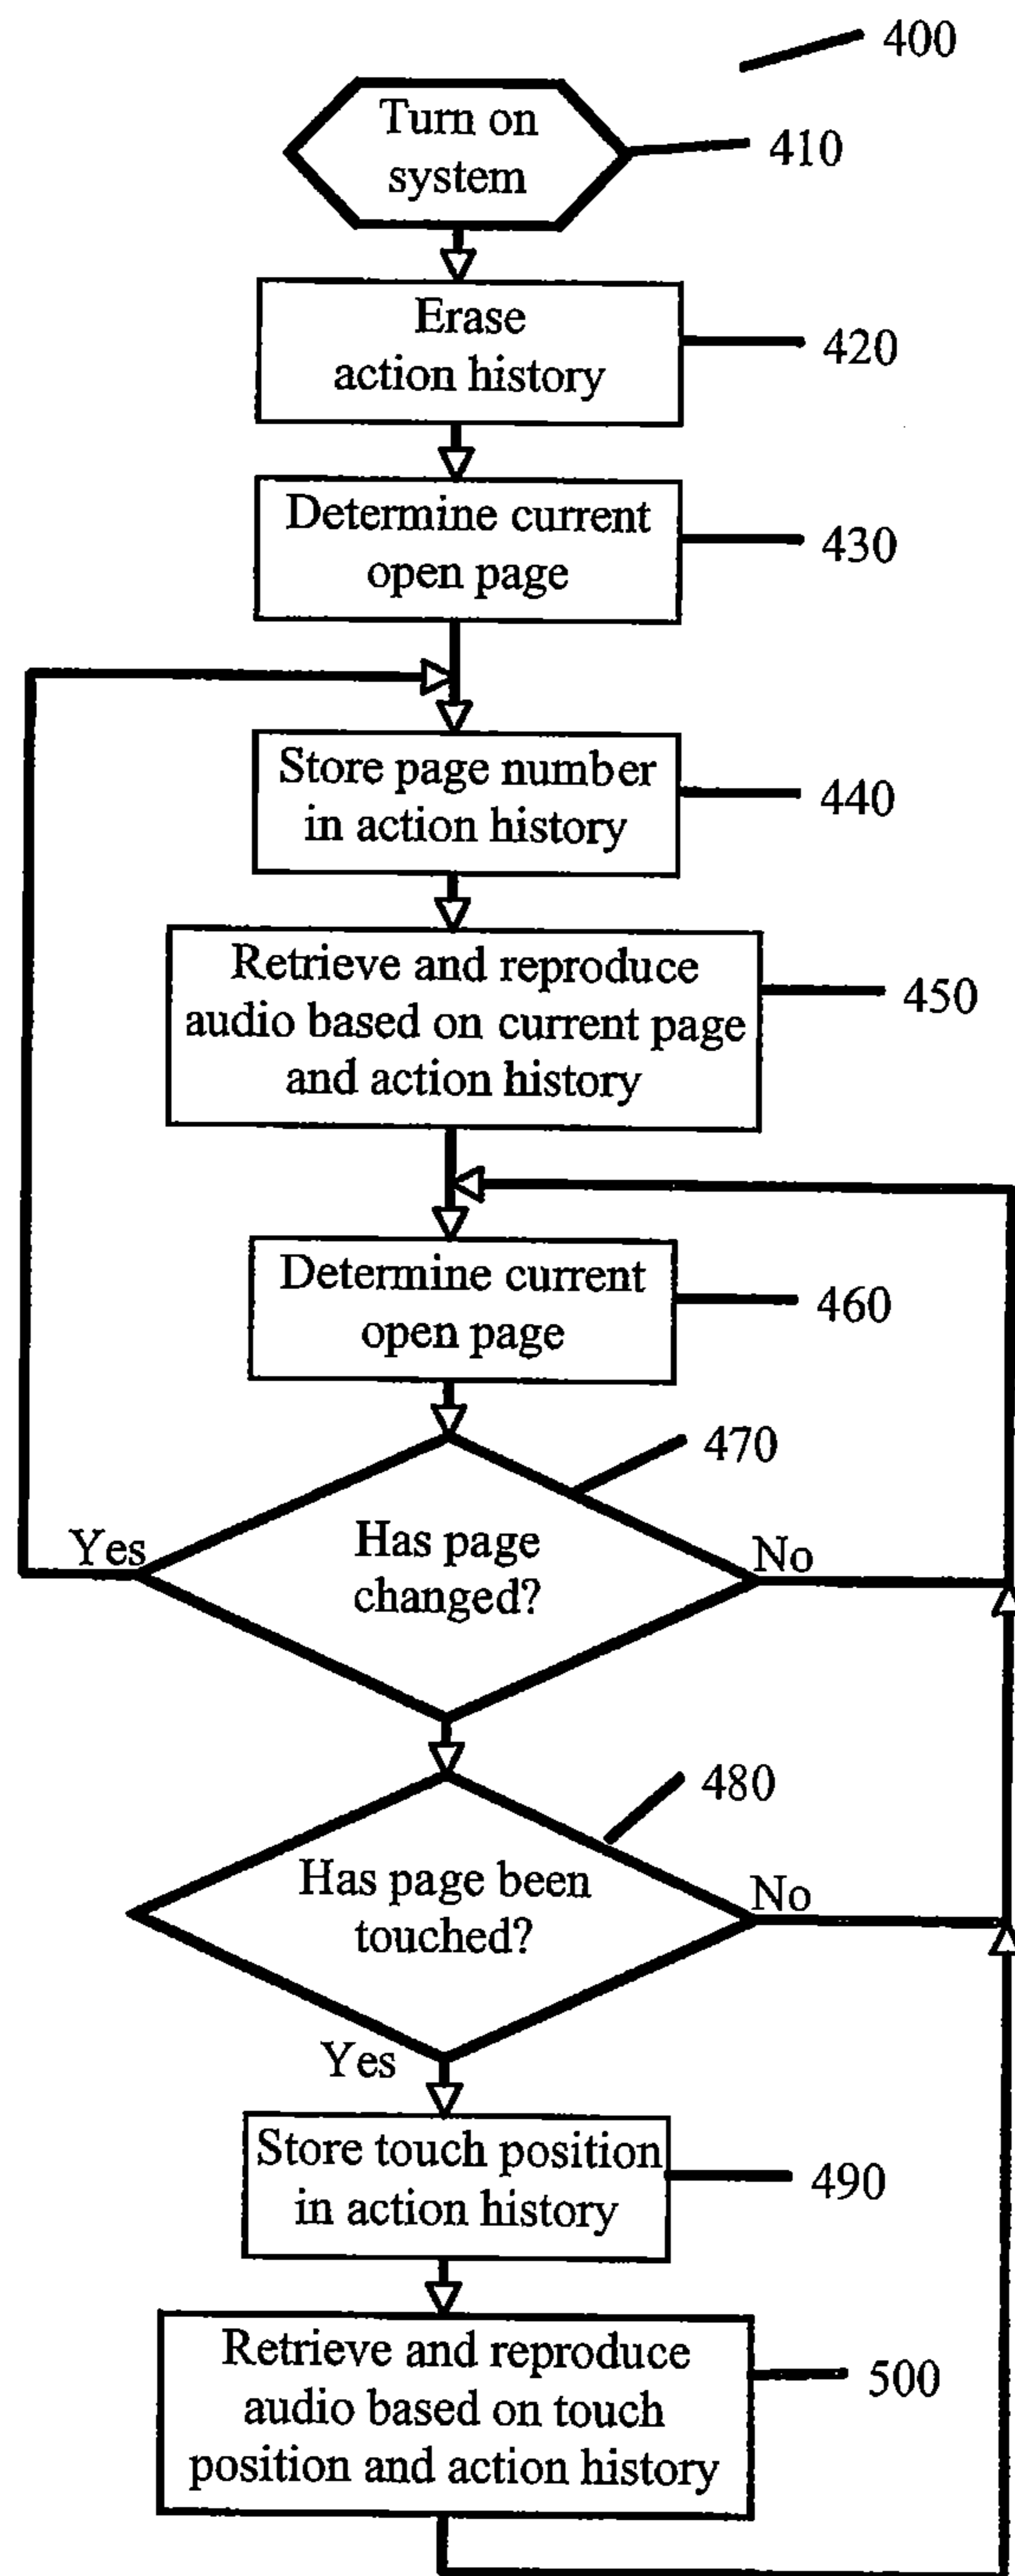 400
Turn on
system
410
Erase
action history
420
Determine current
open page
430
Store page number
in action history
440
Retrieve and reproduce
audio based on current page
and action history
450
Determine current
open page
460
470
Has page
changed?
Yes
No
480
Has page been
touched?
No
Yes
Store touch position
in action history
490
Retrieve and reproduce
audio based on touch
position and action history
500